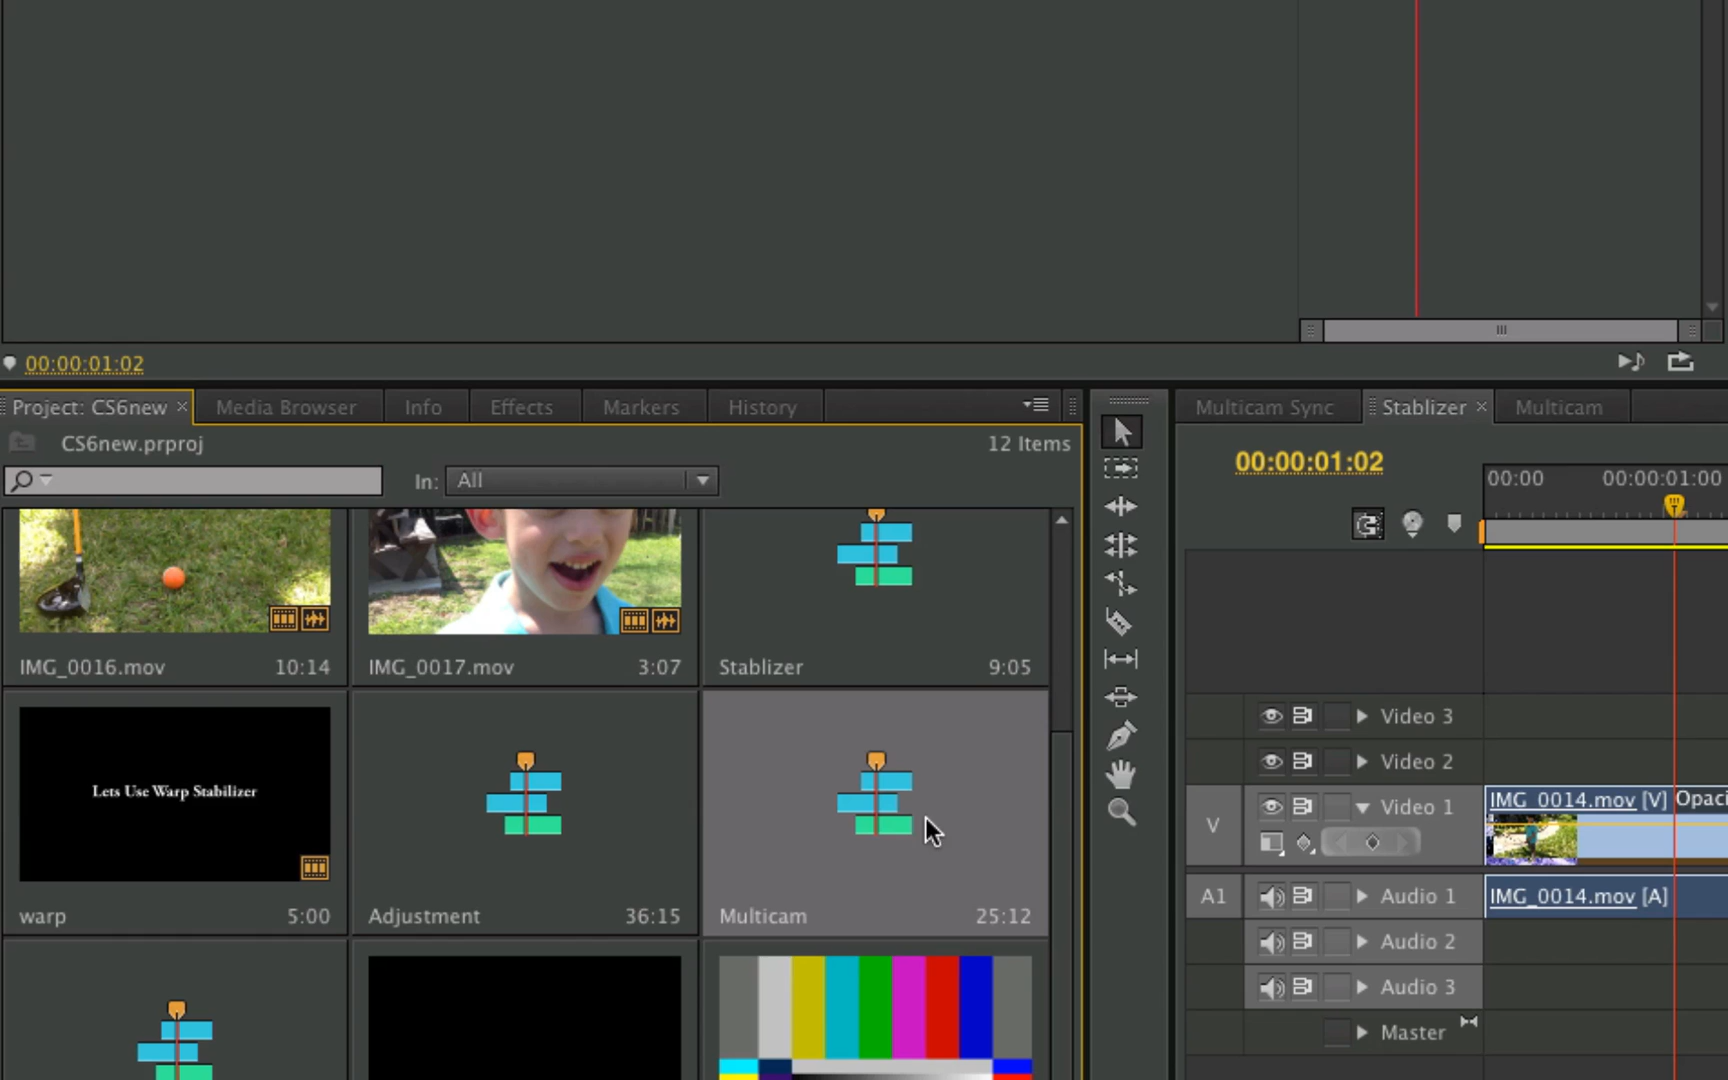 00:00:01:02
Project: CS6new × Media Browser Info Effects Markers History
CS6new.prproj 12 Items
In: All
IMG_0016.mov 10:14
IMG_0017.mov 3:07
Stablizer 9:05
Lets Use Warp Stabilizer
warp 5:00
Adjustment 36:15
Multicam 25:12
Multicam Sync Stablizer × Multicam
00:00:01:02
00:00 00:00:01:00
Video 3
Video 2
V Video 1
IMG_0014.mov [V] Opaci
A1 Audio 1 IMG_0014.mov [A]
Audio 2
Audio 3
Master